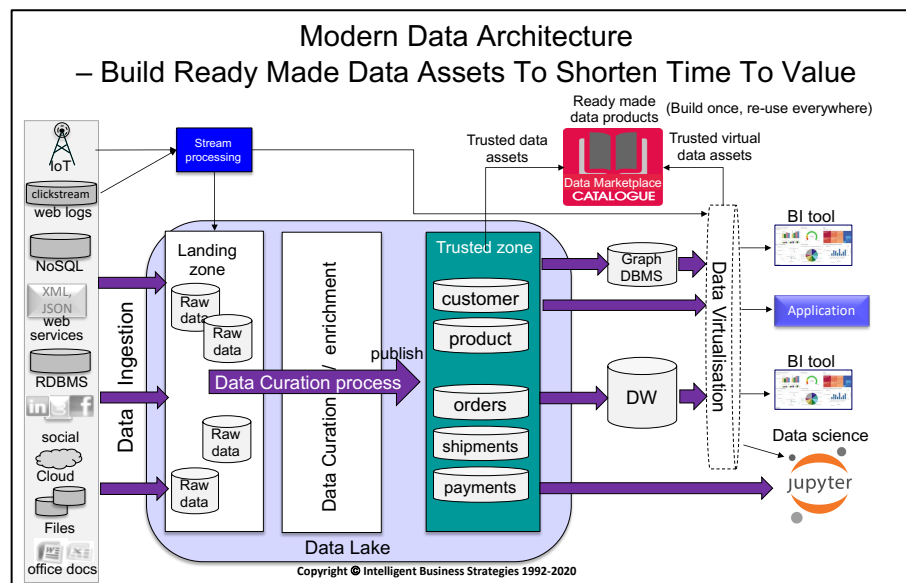 Modern Data Architecture
– Build Ready Made Data Assets To Shorten Time To Value
Ready made
data products
(Build once, re-use everywhere)
Trusted data
assets
Trusted virtual
data assets
Data Marketplace
CATALOGUE
Stream
processing
IoT
clickstream
web logs
NoSQL
XML,
JSON
web
services
RDBMS
in
f
social
Cloud
Files
office docs
Data Ingestion
Landing
zone
Raw
data
Raw
data
Raw
data
Raw
data
Data Curation / enrichment
Data Curation process
publish
Trusted zone
customer
product
orders
shipments
payments
Data Lake
Graph
DBMS
DW
Data Virtualisation
BI tool
Application
BI tool
Data science
jupyter
Copyright © Intelligent Business Strategies 1992-2020